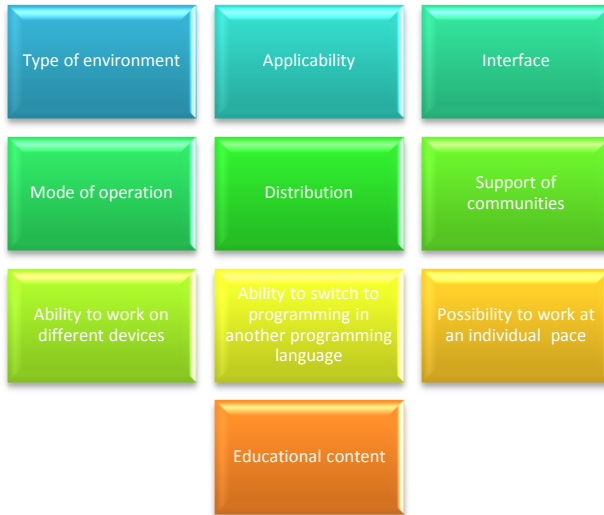 Type of environment
Applicability
Interface
Mode of operation
Distribution
Support of
communities
Ability to work on
different devices
Ability to switch to
programming in
another programming
language
Possibility to work at
an individual  pace
Educational content